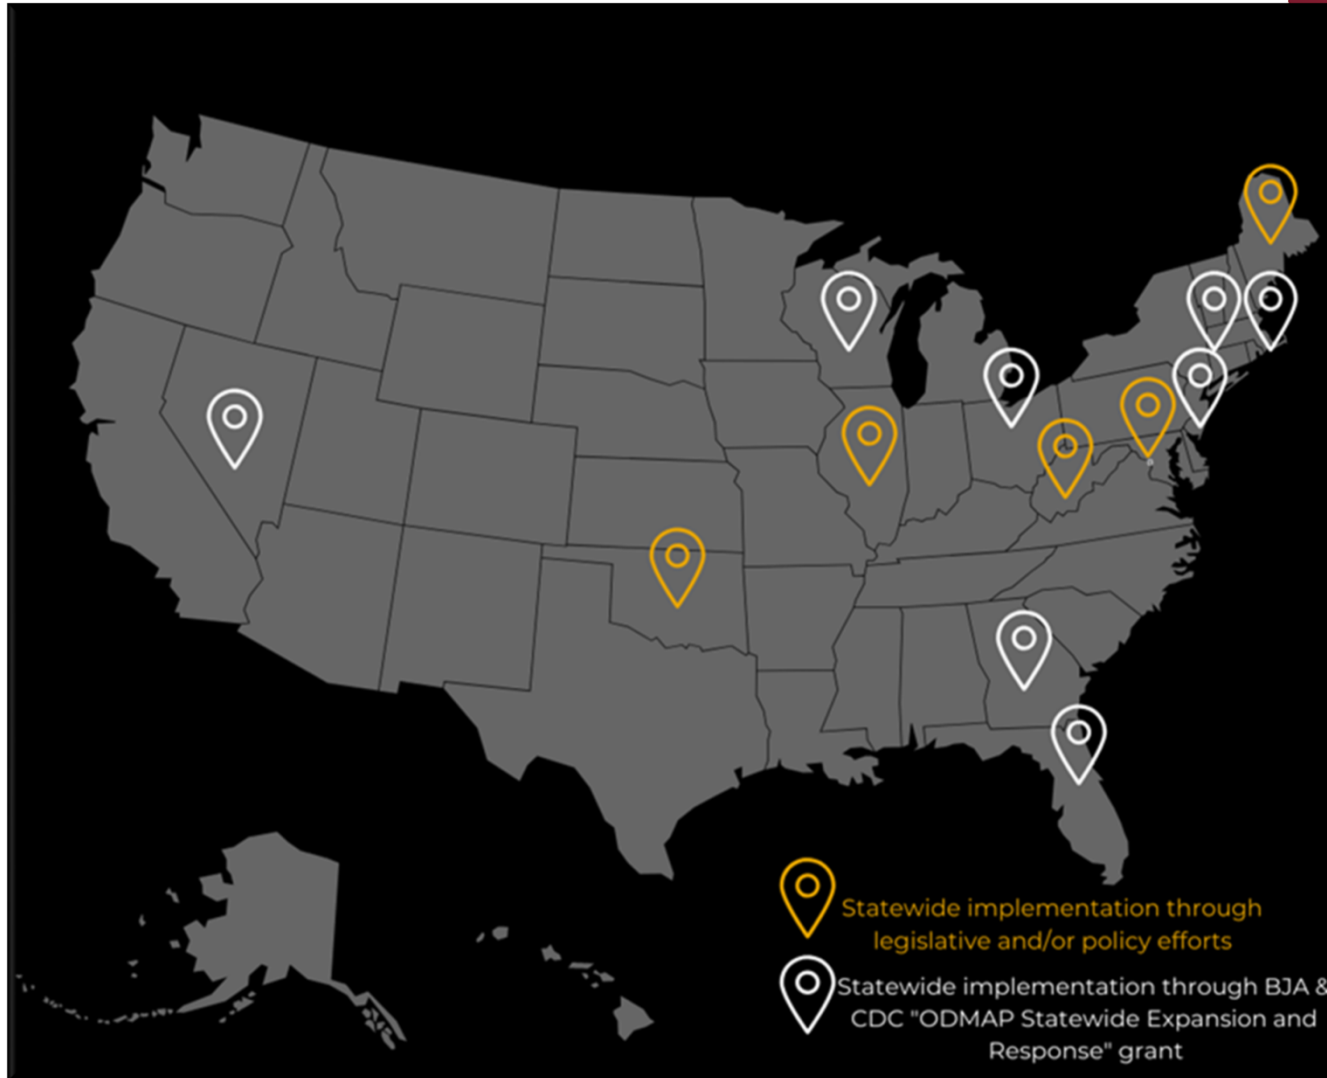 Statewide implementation through
legislative and/or policy efforts
Statewide implementation through BJA &
CDC "ODMAP Statewide Expansion and
Response" grant